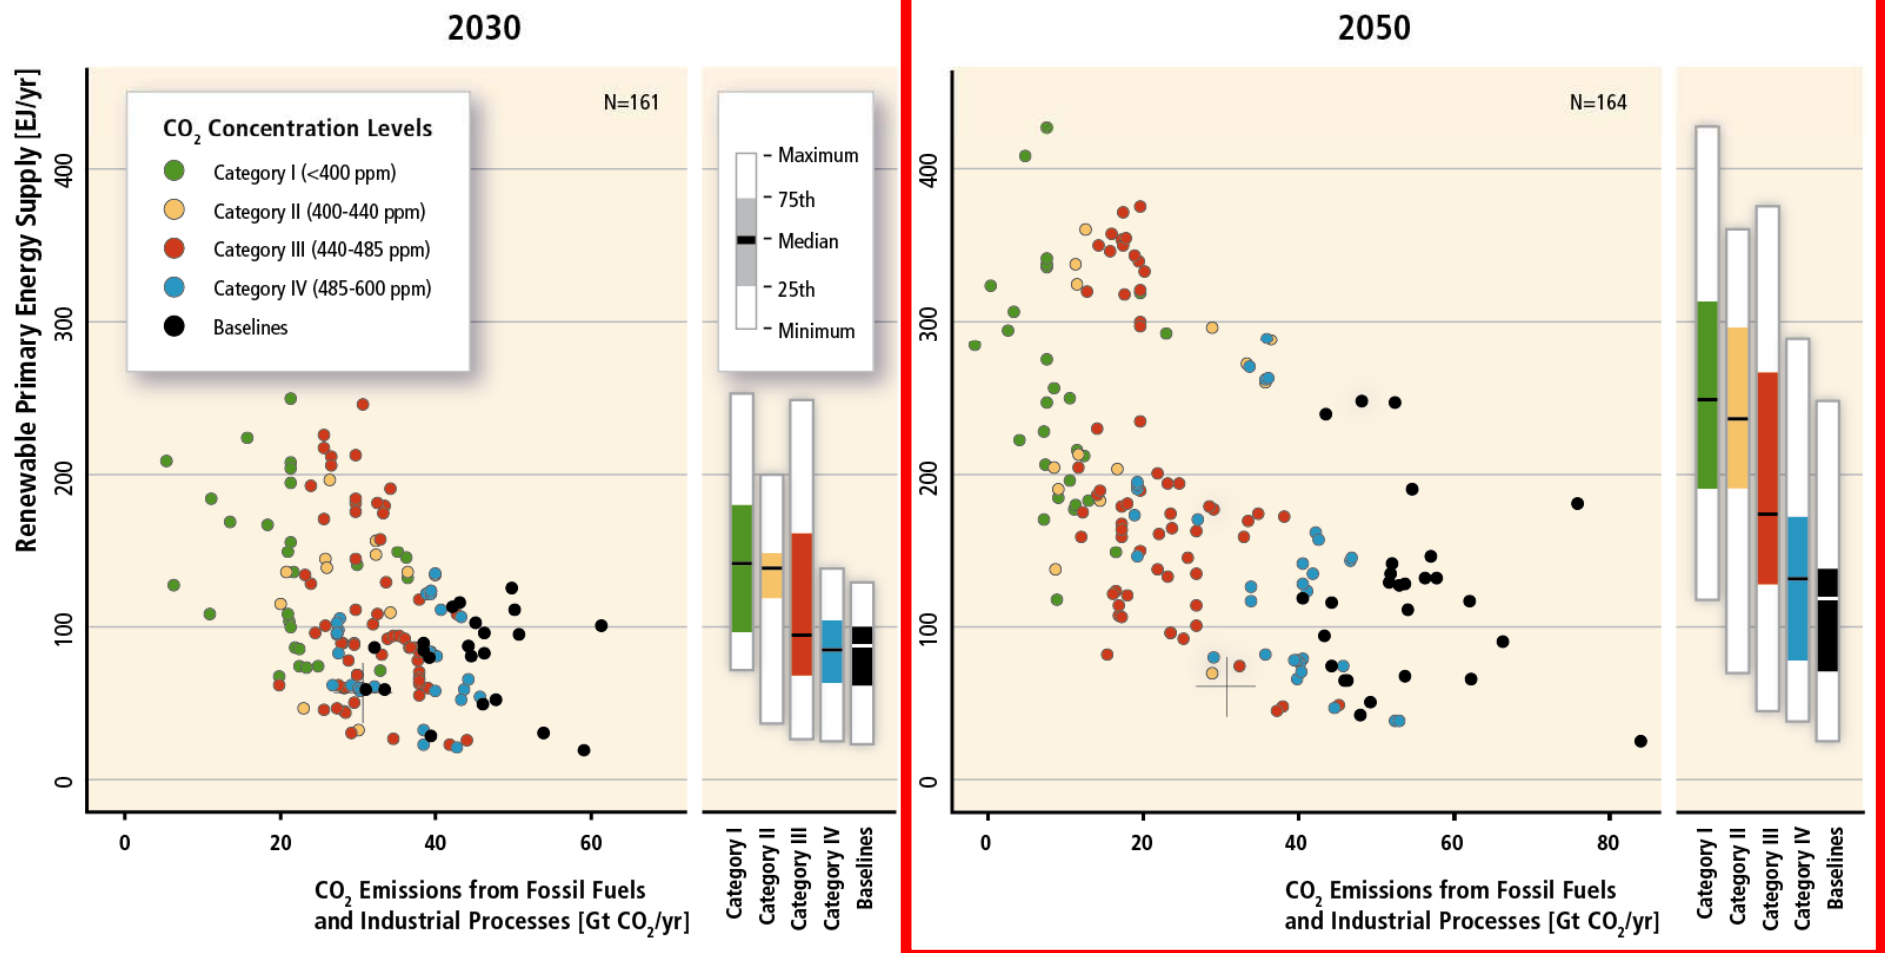 2030
2050
Renewable Primary Energy Supply [EJ/yr]
N=161
CO2 Concentration Levels
Category I (<400 ppm)
Category II (400-440 ppm)
Category III (440-485 ppm)
Category IV (485-600 ppm)
Baselines
Maximum
75th
Median
25th
Minimum
400
300
200
100
0
0
20
40
60
CO2 Emissions from Fossil Fuels
and Industrial Processes [Gt CO2/yr]
Category I
Category II
Category III
Category IV
Baselines
N=164
400
300
200
100
0
0
20
40
60
80
CO2 Emissions from Fossil Fuels
and Industrial Processes [Gt CO2/yr]
Category I
Category II
Category III
Category IV
Baselines